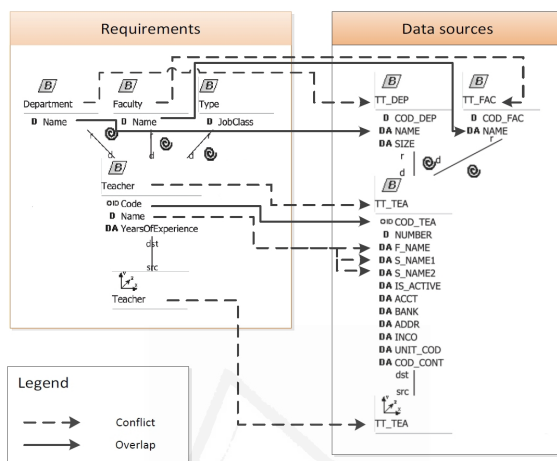 Requirements
Data sources
B
B
B
B
B
Department
Faculty
Type
TT_DEP
TT_FAC
D Name
D Name
D JobClass
D COD_DEP
DA NAME
DA SIZE
D COD_FAC
DA NAME
r
d
r
d
r
d
r
d
r
d
B
Teacher
B
TT_TEA
OID Code
D Name
DA YearsOfExperience
dst
src
Teacher
OID COD_TEA
D NUMBER
DA F_NAME
DA S_NAME1
DA S_NAME2
DA IS_ACTIVE
DA ACCT
DA BANK
DA ADDR
DA INCO
DA UNIT_COD
DA COD_CONT
dst
src
TT_TEA
Legend
Conflict
Overlap